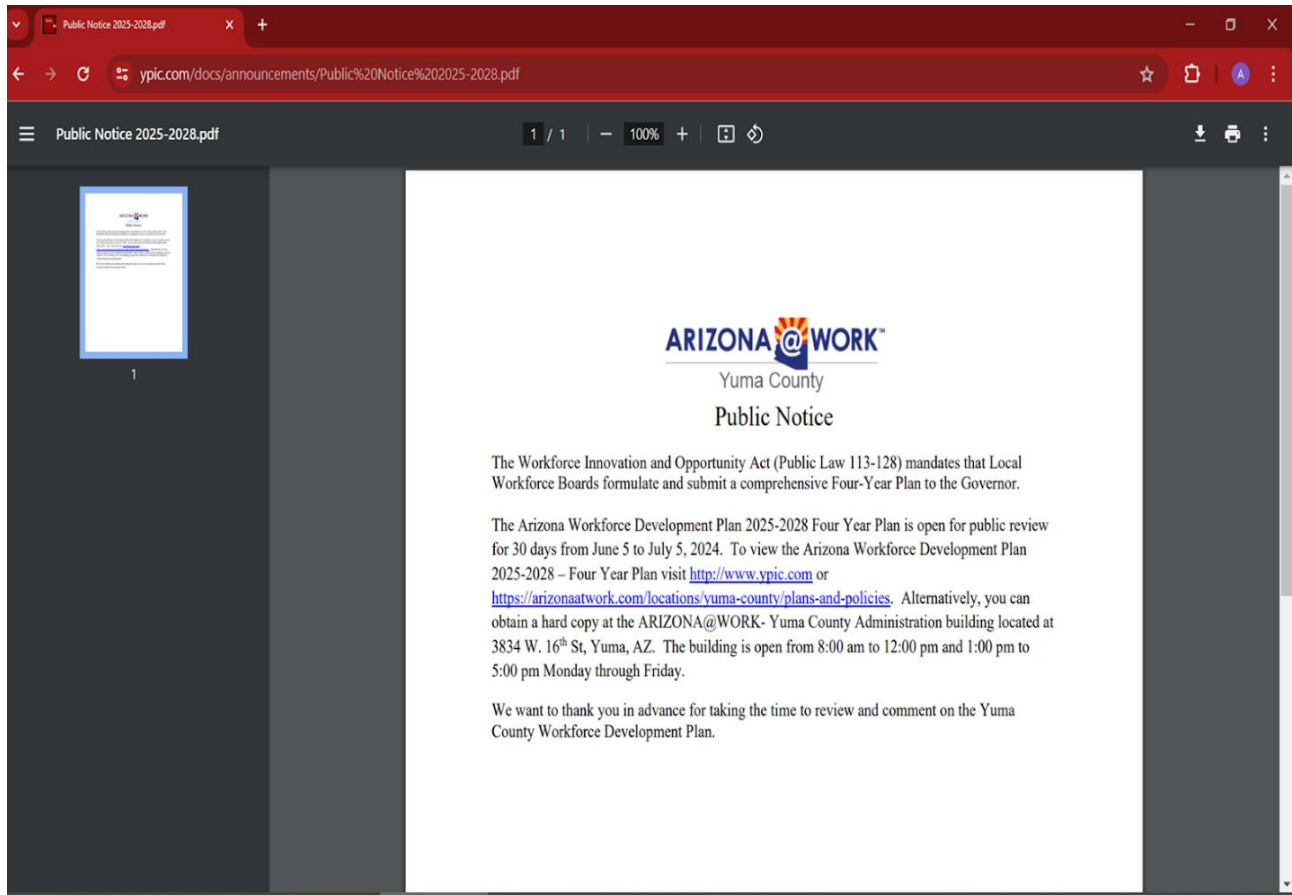 Public Notice 2025-2028.pdf
ypic.com/docs/announcements/Public%20Notice%202025-2028.pdf
A
Public Notice 2025-2028.pdf
1 / 1
100%
1
ARIZONA@WORK™
Yuma County
Public Notice
The Workforce Innovation and Opportunity Act (Public Law 113-128) mandates that Local
Workforce Boards formulate and submit a comprehensive Four-Year Plan to the Governor.
The Arizona Workforce Development Plan 2025-2028 Four Year Plan is open for public review
for 30 days from June 5 to July 5, 2024.  To view the Arizona Workforce Development Plan
2025-2028 – Four Year Plan visit http://www.ypic.com or
https://arizonaatwork.com/locations/yuma-county/plans-and-policies.  Alternatively, you can
obtain a hard copy at the ARIZONA@WORK- Yuma County Administration building located at
3834 W. 16th St, Yuma, AZ.  The building is open from 8:00 am to 12:00 pm and 1:00 pm to
5:00 pm Monday through Friday.
We want to thank you in advance for taking the time to review and comment on the Yuma
County Workforce Development Plan.